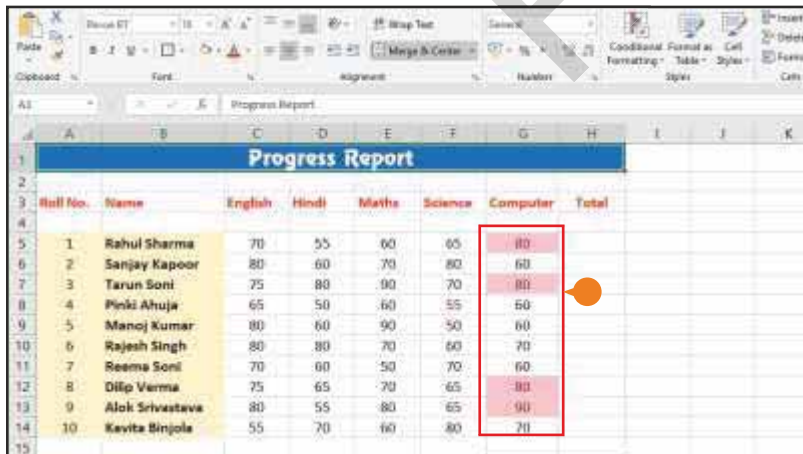 Paste
Wrap Text
Merge & Center
Conditional Format as Cell
Formatting Table Styles
Clipboard Font Alignment Number Styles Cells
A1 Progress Report
A B C D E F G H I J K
1 Progress Report
2
3 Roll No. Name English Hindi Maths Science Computer Total
4
5 1 Rahul Sharma 70 55 60 65 80
6 2 Sanjay Kapoor 80 60 70 80 60
7 3 Tarun Soni 75 80 90 70 80
8 4 Pinki Ahuja 65 50 60 55 60
9 5 Manoj Kumar 80 60 90 50 60
10 6 Rajesh Singh 80 80 70 60 70
11 7 Reema Soni 70 60 50 70 60
12 8 Dilip Verma 75 65 70 65 80
13 9 Alok Srivastava 80 55 80 65 90
14 10 Kavita Binjola 55 70 60 80 70
15